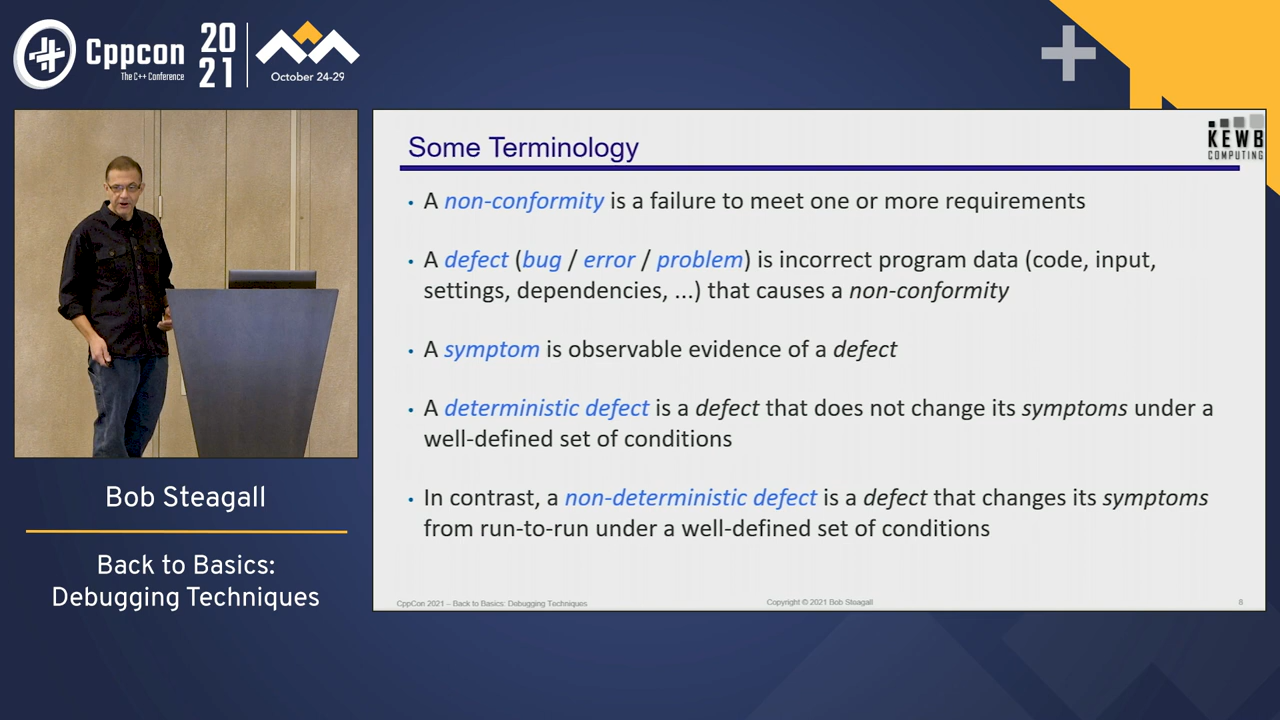 Cppcon
The C++ Conference
20
21
October 24-29
Some Terminology
KEWB
COMPUTING
• A non-conformity is a failure to meet one or more requirements
• A defect (bug / error / problem) is incorrect program data (code, input,
settings, dependencies, ...) that causes a non-conformity
• A symptom is observable evidence of a defect
• A deterministic defect is a defect that does not change its symptoms under a
well-defined set of conditions
• In contrast, a non-deterministic defect is a defect that changes its symptoms
from run-to-run under a well-defined set of conditions
CppCon 2021 – Back to Basics: Debugging Techniques
Copyright © 2021 Bob Steagall
8
Bob Steagall
Back to Basics:
Debugging Techniques